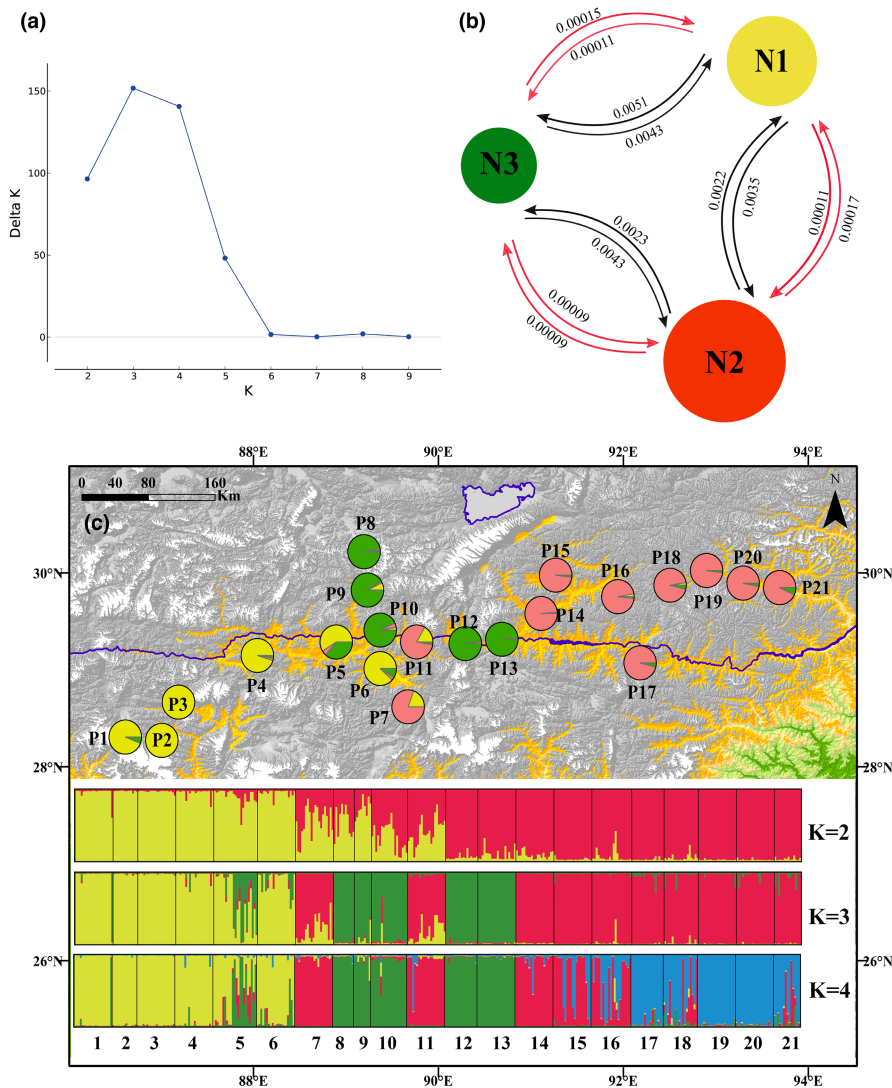 (a)
150
100
50
0
Delta K
2 3 4 5 6 7 8 9
K
(b)
0.00015
0.00011
N1
0.0051
0.0043
N3
0.0022
0.0035
0.00011
0.00017
0.0023
0.0043
0.00009
0.00009
N2
88°E 90°E 92°E 94°E
0 40 80 160
Km
N
(c)
P8
30°N 30°N
P15
P16
P18
P20
P9
P19
P21
P10
P14
P12
P11
P13
P5
P4
P6
P17
P3
P7
P1
P2
28°N 28°N
K=2
K=3
26°N 26°N
K=4
1 2 3 4 5 6 7 8 9 10 11 12 13 14 15 16 17 18 19 20 21
88°E 90°E 92°E 94°E